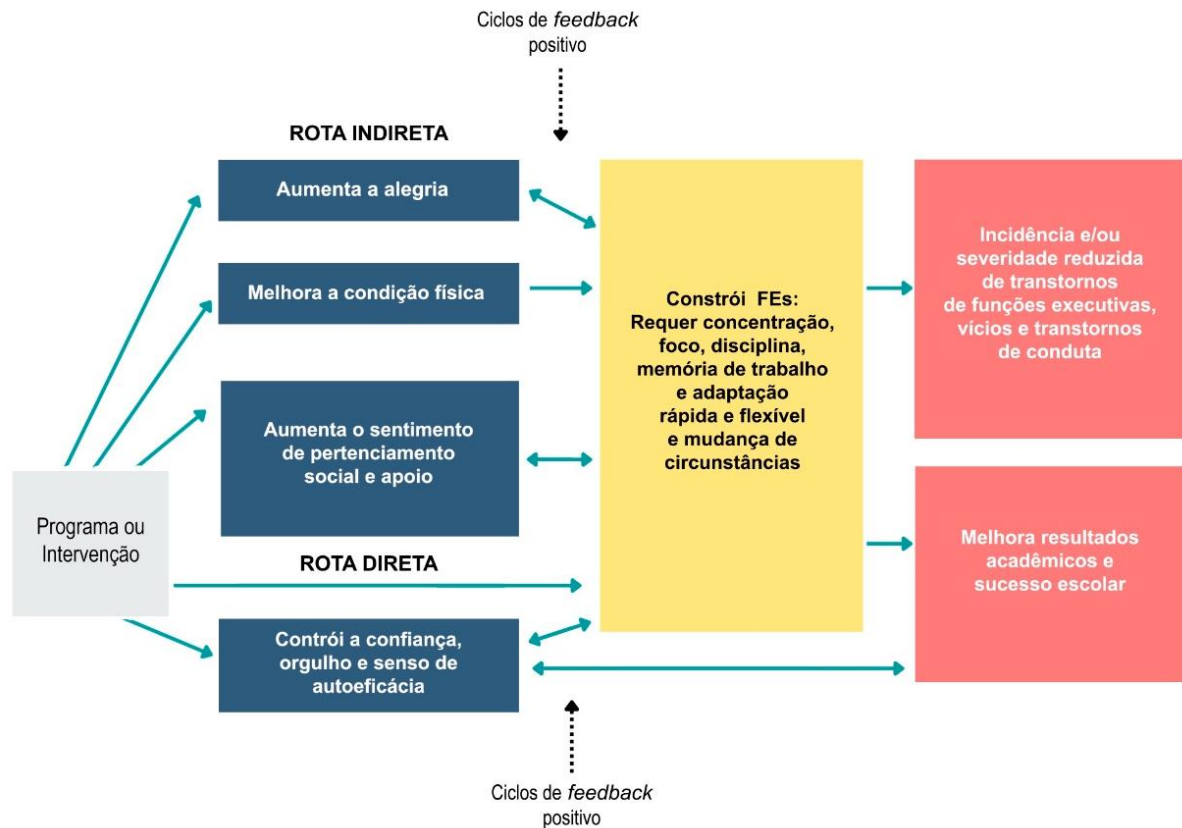 Ciclos de feedback
positivo
ROTA INDIRETA
Aumenta a alegria
Melhora a condição física
Aumenta o sentimento
de pertenciamento
social e apoio
Programa ou
Intervenção
ROTA DIRETA
Contrói a confiança,
orgulho e senso de
autoeficácia
Constrói  FEs:
Requer concentração,
foco, disciplina,
memória de trabalho
e adaptação
rápida e flexível
e mudança de
circunstâncias
Incidência e/ou
severidade reduzida
de transtornos
de funções executivas,
vícios e transtornos
de conduta
Melhora resultados
acadêmicos e
sucesso escolar
Ciclos de feedback
positivo